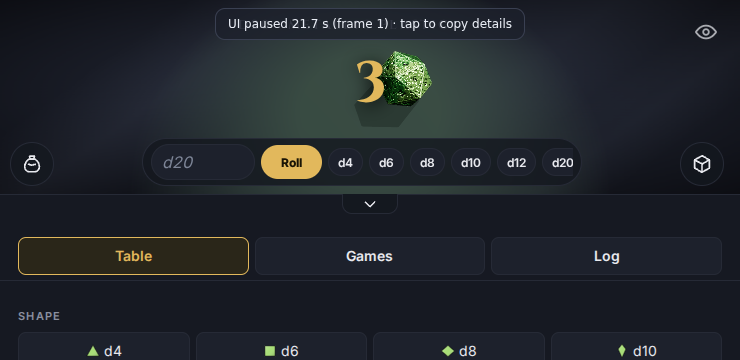 UI paused 21.7 s (frame 1) · tap to copy details
3
d20
Roll
d4
d6
d8
d10
d12
d20
Table
Games
Log
SHAPE
d4
d6
d8
d10